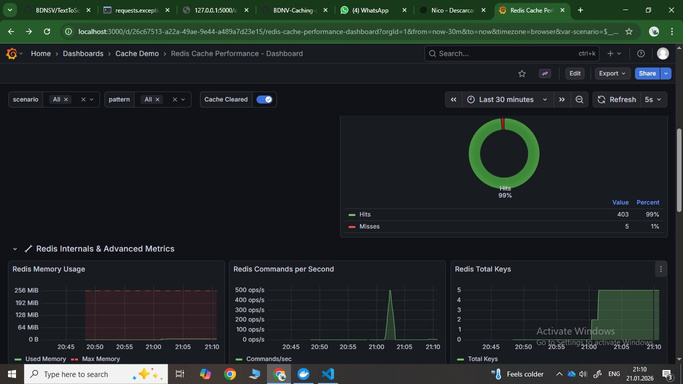 BDNSV/TextToSc
requests.except
127.0.0.1:5000/
BDNV-Caching-
(4) WhatsApp
Nico - Descarca
Redis Cache Perf
localhost:3000/d/26c67513-a22a-49ae-9e44-a489a7d23e15/redis-cache-performance-dashboard?orgId=1&from=now-30m&to=now&timezone=browser&var-scenario=$__
Home > Dashboards > Cache Demo > Redis Cache Performance - Dashboard
Search...
ctrl+k
Edit
Export
Share
scenario
All
pattern
All
Cache Cleared
Last 30 minutes
Refresh
5s
Hits
99%
Value Percent
Hits 403 99%
Misses 5 1%
Redis Internals & Advanced Metrics
Redis Memory Usage
256 MiB
192 MiB
128 MiB
64 MiB
0 B
20:45 20:50 20:55 21:00 21:05 21:10
Used Memory Max Memory
Redis Commands per Second
500 ops/s
400 ops/s
300 ops/s
200 ops/s
100 ops/s
0 ops/s
20:45 20:50 20:55 21:00 21:05 21:10
Commands/sec
Redis Total Keys
5
4
3
2
1
0
20:45 20:50 20:55 21:00 21:05 21:10
Total Keys
Activate Windows
Go to Settings to activate Windows.
Type here to search
Feels colder
ENG
21:10
21.01.2026
3